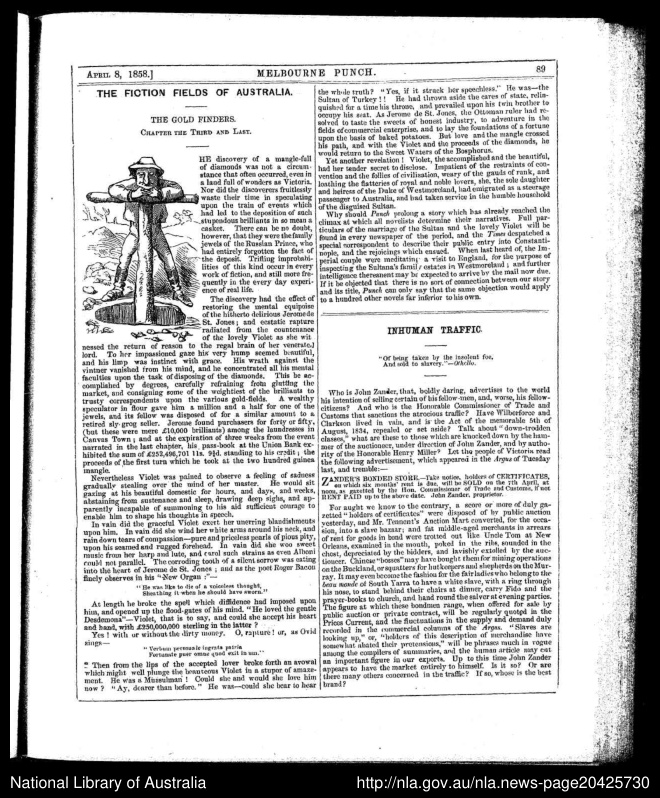 APRIL 8, 1858.]
MELBOURNE PUNCH.
89
THE FICTION FIELDS OF AUSTRALIA.
THE GOLD FINDERS.
CHAPTER THE THIRD AND LAST.
THE discovery of a mangle-full
of diamonds was not a circum-
stance that often occurred, even in
a land full of wonders as Victoria.
Nor did the discoverers fruitlessly
waste their time in speculating
upon the train of events which
had led to the deposition of such
stupendous brilliants in so mean a
casket. There can be no doubt,
however, that they were the family
jewels of the Russian Prince, who
had entirely forgotten the fact of
the deposit. Trifling improbabi-
lities of this kind occur in every
work of fiction, and still more fre-
quently in the every day experi-
ence of real life.
The discovery had the effect of
restoring the mental equipoise
of the hitherto delirious Jerome de
St. Jones; and ecstatic rapture
radiated from the countenance
of the lovely Violet as she wit
nessed the return of reason to the regal brain of her venerated
lord. To her impassioned gaze his very hump seemed beautiful,
and his limp was instinct with grace. His wrath against the
vintner vanished from his mind, and he concentrated all his mental
faculties upon the task of disposing of the diamonds. This he ac-
complished by degrees, carefully refraining from glutting the
market, and consigning some of the weightiest of the brilliants to
trusty correspondents upon the various gold-fields. A wealthy
speculator in flour gave him a million and a half for one of the
jewels, and its fellow was disposed of for a similar amount to a
retired sly-grog seller. Jerome found purchasers for forty or fifty,
(but these were mere £10,000 brilliants) among the laundresses in
Canvas Town; and at the expiration of three weeks from the event
narrated in the last chapter, his pass-book at the Union Bank ex-
hibited the sum of £252,496,701 11s. 9½d. standing to his credit; the
proceeds of the first turn which he took at the two hundred guinea
mangle.
Nevertheless Violet was pained to observe a feeling of sadness
gradually stealing over the mind of her master. He would sit
gazing at his beautiful domestic for hours, and days, and weeks,
abstaining from sustenance and sleep, drawing deep sighs, and ap-
parently incapable of summoning to his aid sufficient courage to
enable him to shape his thoughts in speech.
In vain did the graceful Violet exert her unerring blandishments
upon him. In vain did she wind her white arms around his neck, and
rain down tears of compassion—pure and priceless pearls of pious pity,
upon his seamed and rugged forehead. In vain did she woo sweet
music from her harp and lute, and carol such strains as even Alboni
could not parallel. The corroding tooth of a silent sorrow was eating
into the heart of Jerome de St. Jones; and at the poet Roger Bacon
finely observes in his "New Organ:"—
"He was like to die of a voiceless thought,
Sheathing it when he should have sworn."
At length he broke the spell which diffidence had imposed upon
him, and opened up the flood-gates of his mind. "He loved the gentle
Desdemona"—Violet, that is to say, and could she accept his heart
and hand, with £250,000,000 sterling in the latter?
Yes! with or without the dirty money. O, rapture! or, as Ovid
sings—
Then from the lips of the accepted lover broke forth an avowal
which might well plunge the beauteous Violet in a stupor of amaze-
ment. He was a Mussulman! Could she and would she love him
now? "Ay, dearer than before." He was—could she bear to hear
the whole truth? "Yes, if it struck her speechless." He was—the
Sultan of Turkey!! He had thrown aside the cares of state, relin-
quished for a time his throne, and prevailed upon his twin brother to
occupy his seat. As Jerome de St. Jones, the Ottoman ruler had re-
solved to taste the sweets of honest industry, to adventure in the
fields of commercial enterprise, and to lay the foundations of a fortune
upon the basis of baked potatoes. But love and the mangle crossed
his path, and with the Violet and the proceeds of the diamonds, he
would return to the Sweet Waters of the Bosphorus.
Yet another revelation! Violet, the accomplished and the beautiful,
had her tender secret to disclose. Impatient of the restraints of con-
vention and the follies of civilisation, weary of the gauds of rank, and
loathing the flatteries of royal and noble lovers, she, the sole daughter
and heiress of the Duke of Westmoreland, had emigrated as a steerage
passenger to Australia, and had taken service in the humble household
of the disguised Sultan.
Why should Punch prolong a story which has already reached the
climax at which all novelists determine their narratives. Full par-
ticulars of the marriage of the Sultan and the lovely Violet will be
found in every newspaper of the period, and the Times despatched a
special correspondent to describe their public entry into Constanti-
nople, and the rejoicings which ensued. When last heard of, the Im-
perial couple were meditating a visit to England, for the purpose of
inspecting the Sultana's family estates in Westmoreland; and further
intelligence thereanent may be expected to arrive by the mail now due.
If it be objected that there is no sort of connection between our story
and its title, Punch can only say that the same objection would apply
to a hundred other novels far inferior to his own.
INHUMAN TRAFFIC.
"Of being taken by the insolent foe,
And sold to slavery."—Othello.
Who is John Zander, that, boldly daring, advertises to the world
his intention of selling certain of his fellow-men, and, worse, his fellow-
citizens? And who is the Honorable Commissioner of Trade and
Customs that sanctions the atrocious traffic? Have Wilberforce and
Clarkson lived in vain, and is the Act of the memorable 5th of
August, 1834, repealed or set aside? Talk about "down-trodden
classes," what are these to those which are knocked down by the ham-
mer of the auctioneer, under direction of John Zander, and by autho-
rity of the Honorable Henry Miller? Let the people of Victoria read
the following advertisement, which appeared in the Argus of Tuesday
last, and tremble:—
ZANDER'S BONDED STORE.—Take notice, holders of CERTIFICATES,
on which six months' rent is due, will be SOLD on the 7th April, at
noon, as gazetted by the Hon. Commissioner of Trade and Customs, if not
RENT PAID up to the above date. John Zander, proprietor.
For aught we know to the contrary, a score or more of duly ga-
zetted "holders of certificates" were disposed of by public auction
yesterday, and Mr. Tennent's Auction Mart converted, for the occa-
sion, into a slave bazaar; and fat middle-aged merchants in arrears
of rent for goods in bond were trotted out like Uncle Tom at New
Orleans, examined in the mouth, poked in the ribs, sounded in the
chest, depreciated by the bidders, and lavishly extolled by the auc-
tioneer. Chinese "bosses" may have bought them for mining operations
on the Buckland, or squatters for hutkeepers and shepherds on the Mur-
ray. It may even become the fashion for the fair ladies who belong to the
beau monde of South Yarra to have a white slave, with a ring through
his nose, to stand behind their chairs at dinner, carry Fido and the
prayer-books to church, and hand round the salver at evening parties.
The figure at which these bondmen range, when offered for sale by
public auction or private contract, will be regularly quoted in the
Prices Current, and the fluctuations in the supply and demand duly
recorded in the commercial columns of the Argus. "Slaves are
looking up," or, "holders of this description of merchandise have
somewhat abated their pretensions," will be phrases much in vogue
among the compilers of summaries, and the human article may cut
an important figure in our exports. Up to this time John Zander
appears to have the market entirely to himself. Is it so? Or are
there many others concerned in the traffic? If so, whose is the best
brand?
National Library of Australia
http://nla.gov.au/nla.news-page20425730